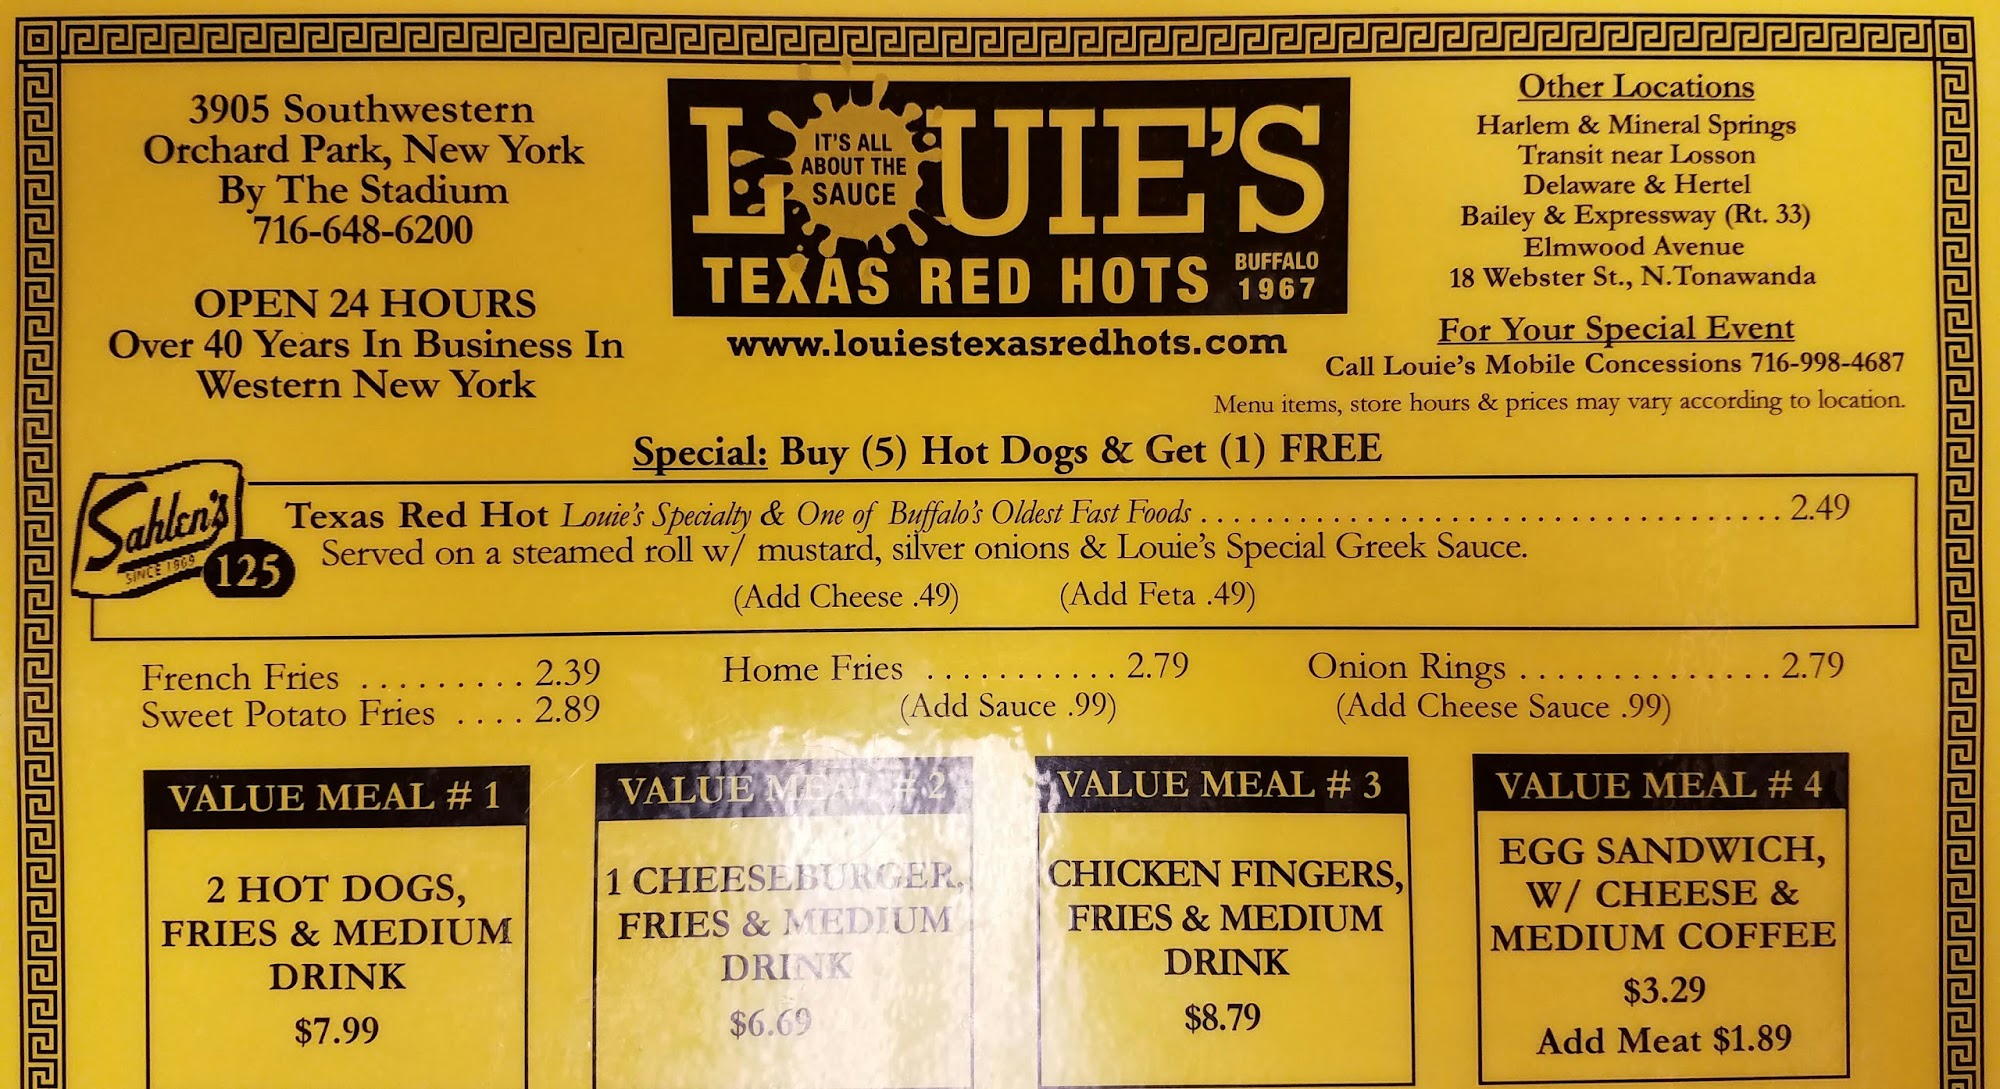 3905 Southwestern
Orchard Park, New York
By The Stadium
716-648-6200
OPEN 24 HOURS
Over 40 Years In Business In
Western New York
LOUIE'S
IT'S ALL
ABOUT THE
SAUCE
TEXAS RED HOTS
BUFFALO
1967
www.louiestexasredhots.com
Other Locations
Harlem & Mineral Springs
Transit near Losson
Delaware & Hertel
Bailey & Expressway (Rt. 33)
Elmwood Avenue
18 Webster St., N.Tonawanda
For Your Special Event
Call Louie's Mobile Concessions 716-998-4687
Menu items, store hours & prices may vary according to location.
Special: Buy (5) Hot Dogs & Get (1) FREE
Sahlen's
SINCE 1969
125
Texas Red Hot Louie's Specialty & One of Buffalo's Oldest Fast Foods ................................ 2.49
Served on a steamed roll w/ mustard, silver onions & Louie's Special Greek Sauce.
(Add Cheese .49) (Add Feta .49)
French Fries ......... 2.39
Sweet Potato Fries .... 2.89
Home Fries ........... 2.79
(Add Sauce .99)
Onion Rings ............... 2.79
(Add Cheese Sauce .99)
VALUE MEAL # 1
2 HOT DOGS,
FRIES & MEDIUM
DRINK
$7.99
VALUE MEAL # 2
1 CHEESEBURGER,
FRIES & MEDIUM
DRINK
$6.69
VALUE MEAL # 3
CHICKEN FINGERS,
FRIES & MEDIUM
DRINK
$8.79
VALUE MEAL # 4
EGG SANDWICH,
W/ CHEESE &
MEDIUM COFFEE
$3.29
Add Meat $1.89